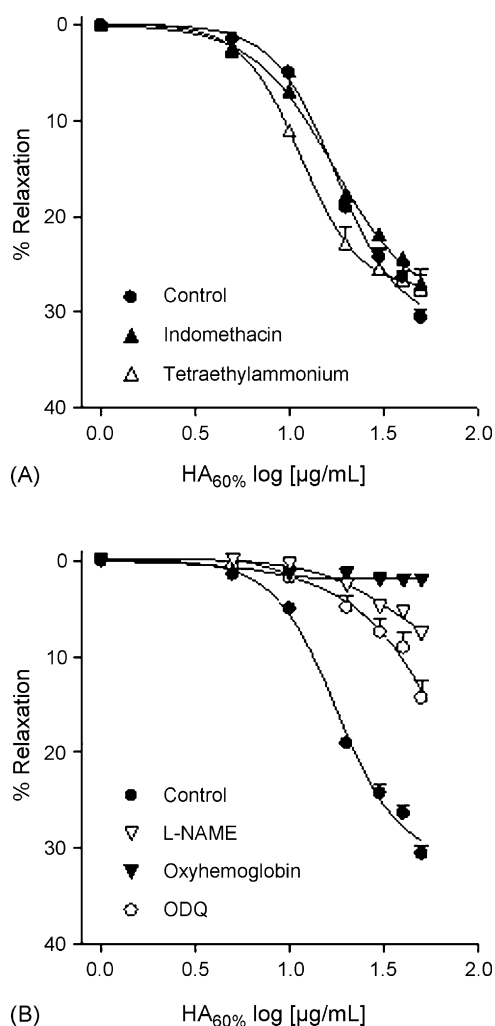 0
10
20
30
40
% Relaxation
Control
Indomethacin
Tetraethylammonium
0.0 0.5 1.0 1.5 2.0
(A) HA60% log [µg/mL]
0
10
20
30
40
% Relaxation
Control
L-NAME
Oxyhemoglobin
ODQ
0.0 0.5 1.0 1.5 2.0
(B) HA60% log [µg/mL]